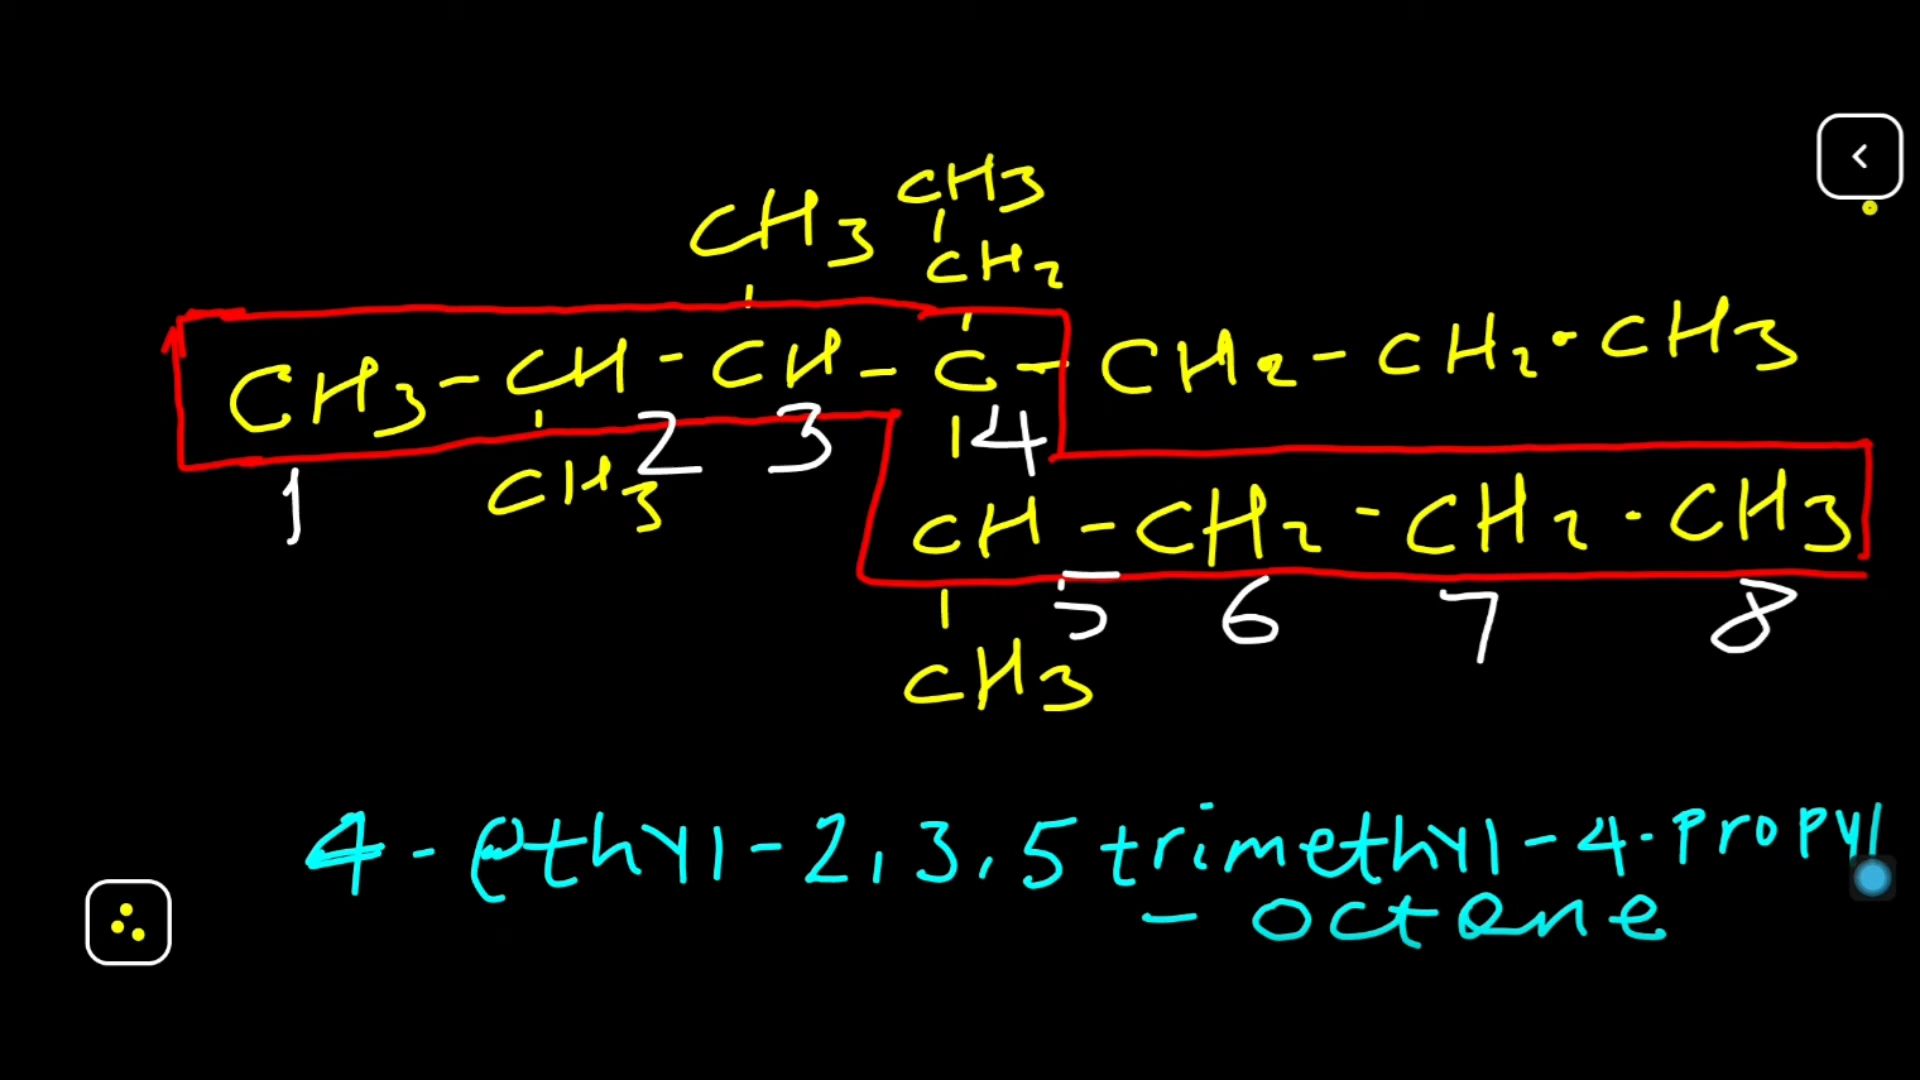 CH3
CH3
CH2
CH3-CH-CH-C-CH2-CH2-CH3
1 2 3 4
CH3
CH-CH2-CH2-CH3
5 6 7 8
CH3
4-ethyl-2,3,5 trimethyl-4-propyl
- octane